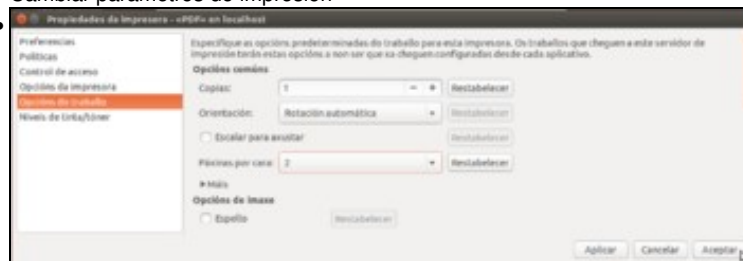 Cambiar parámetros de impresión
Propiedades da impresora - «PDF» en localhost
Preferencias
Políticas
Control de acceso
Opcións da impresora
Opcións de traballo
Niveis de tinta/tóner
Especifique as opcións predeterminadas do traballo para esta impresora. Os traballos que cheguen a este servidor de
impresión terán estas opcións a non ser que xa cheguen configurados desde cada aplicativo.
Opcións comúns
Copias: 1 - + Restabelecer
Orientación: Rotación automática Restabelecer
Escalar para axustar Restabelecer
Páxinas por cara: 2 Restabelecer
Máis
Opcións de imaxe
Espello Restabelecer
Aplicar Cancelar Aceptar